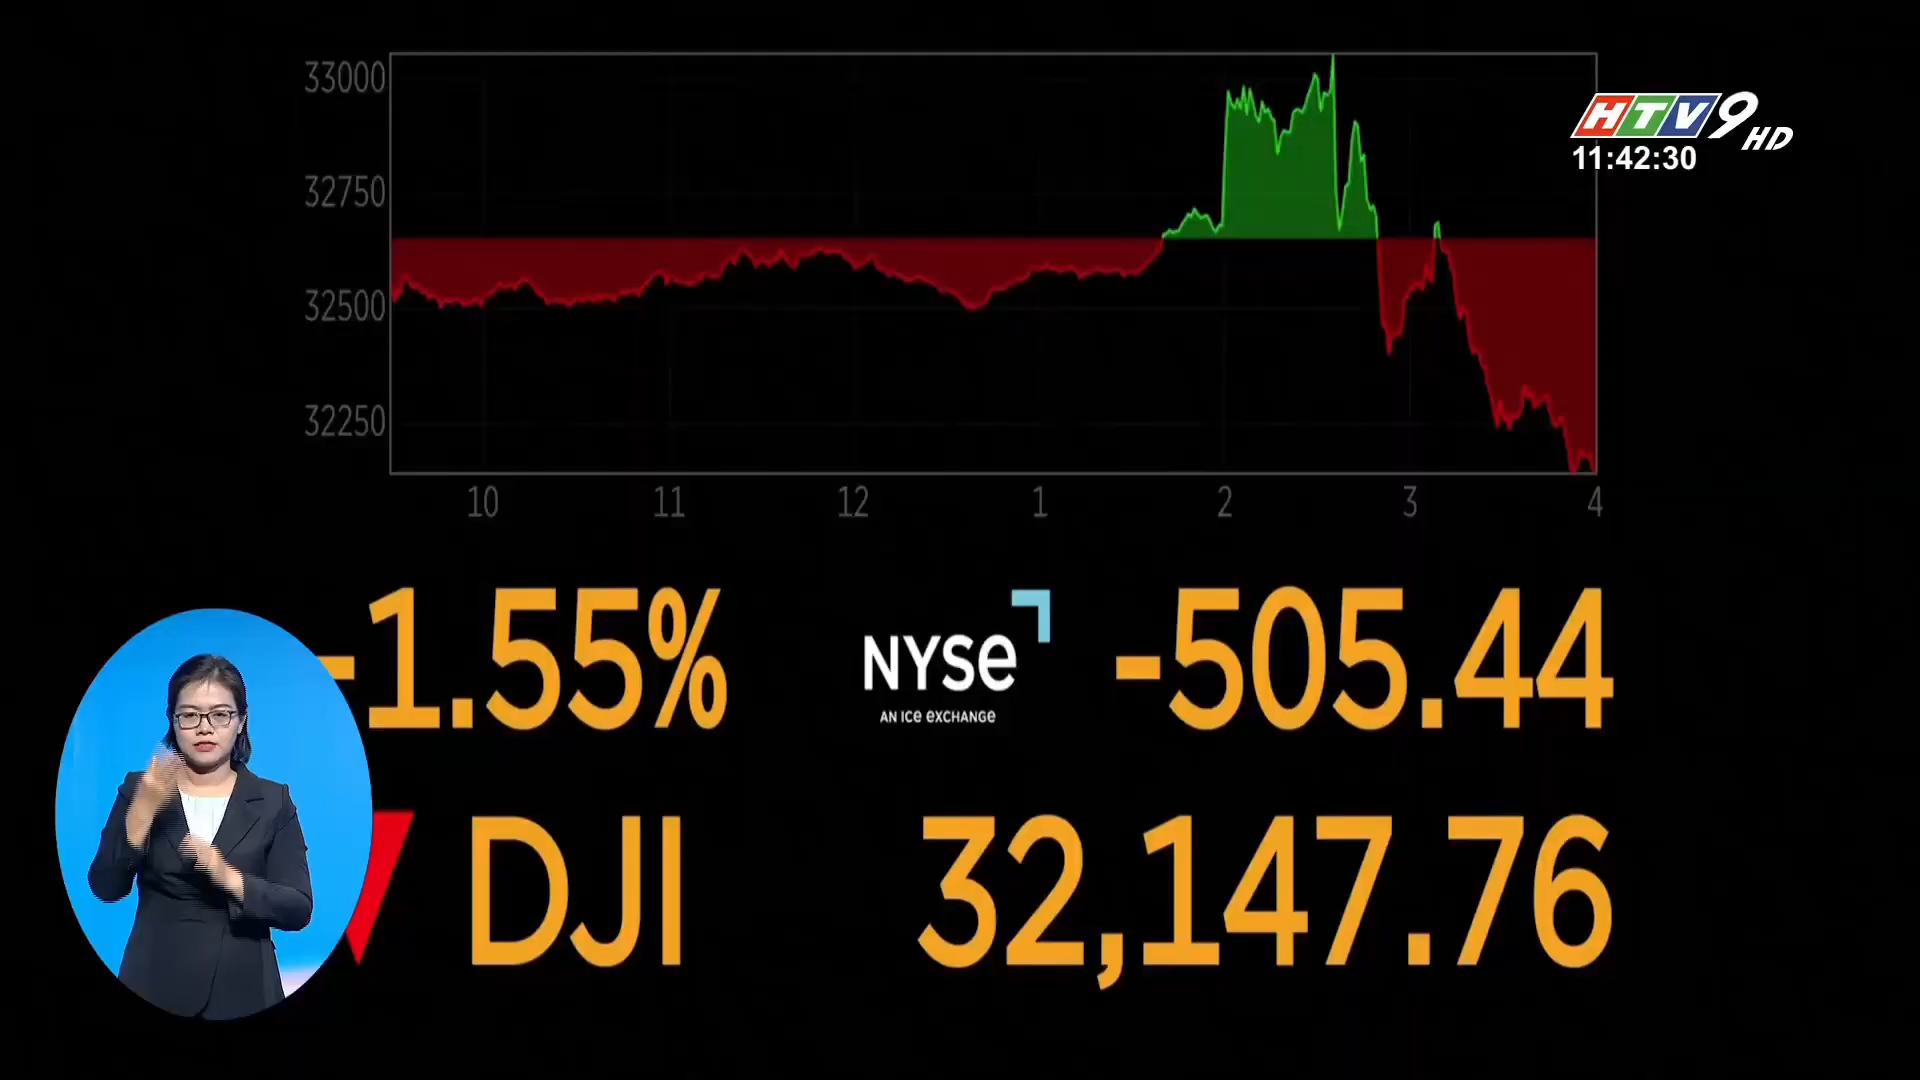 33000
32750
32500
32250
10 11 12 1 2 3 4
HTV9 HD
11:42:30
-1.55%
NYSE
AN ICE EXCHANGE
-505.44
▼ DJI
32,147.76